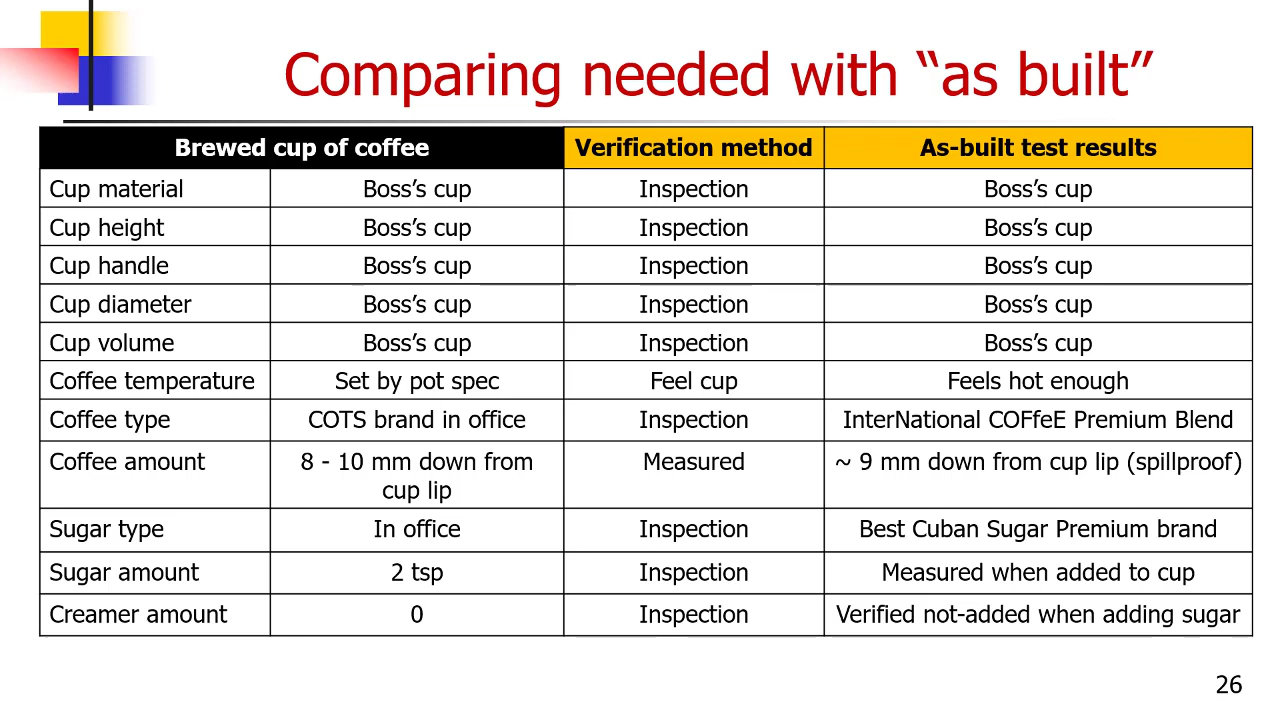 Comparing needed with “as built”
Brewed cup of coffee Verification method As-built test results
Cup material Boss’s cup Inspection Boss’s cup
Cup height Boss’s cup Inspection Boss’s cup
Cup handle Boss’s cup Inspection Boss’s cup
Cup diameter Boss’s cup Inspection Boss’s cup
Cup volume Boss’s cup Inspection Boss’s cup
Coffee temperature Set by pot spec Feel cup Feels hot enough
Coffee type COTS brand in office Inspection InterNational COFfeE Premium Blend
Coffee amount 8 - 10 mm down from Measured ~ 9 mm down from cup lip (spillproof)
cup lip
Sugar type In office Inspection Best Cuban Sugar Premium brand
Sugar amount 2 tsp Inspection Measured when added to cup
Creamer amount 0 Inspection Verified not-added when adding sugar
26